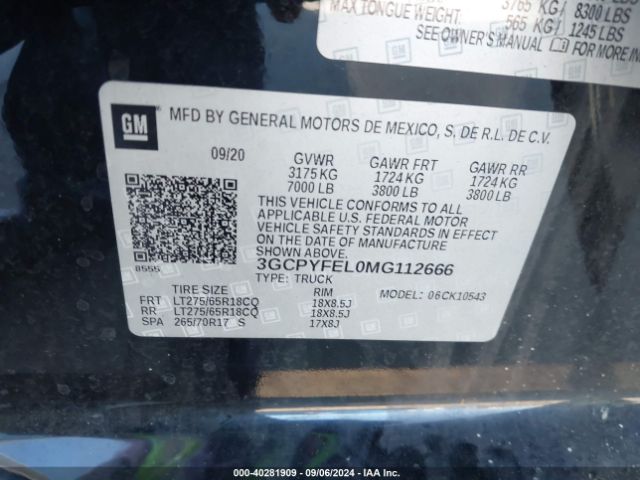 3765 KG/ 8300 LBS
MAX TONGUE WEIGHT. 565 KG/ 1245 LBS
SEE OWNER'S MANUAL FOR MORE
GM
MFD BY GENERAL MOTORS DE MEXICO, S. DE R.L. DE C.V.
09/20 GVWR GAWR FRT GAWR RR
3175 KG 1724 KG 1724 KG
7000 LB 3800 LB 3800 LB
THIS VEHICLE CONFORMS TO ALL
APPLICABLE U.S. FEDERAL MOTOR
VEHICLE SAFETY STANDARDS IN EFFECT
ON THE DATE OF MANUFACTURE SHOWN ABOVE.
8555 3GCPYFEL0MG112666
TYPE: TRUCK
TIRE SIZE RIM MODEL: 06CK10543
FRT LT275/65R18CQ 18X8.5J
RR LT275/65R18CQ 18X8.5J
SPA 265/70R17 S 17X8J
000-40281909 - 09/06/2024 - IAA Inc.